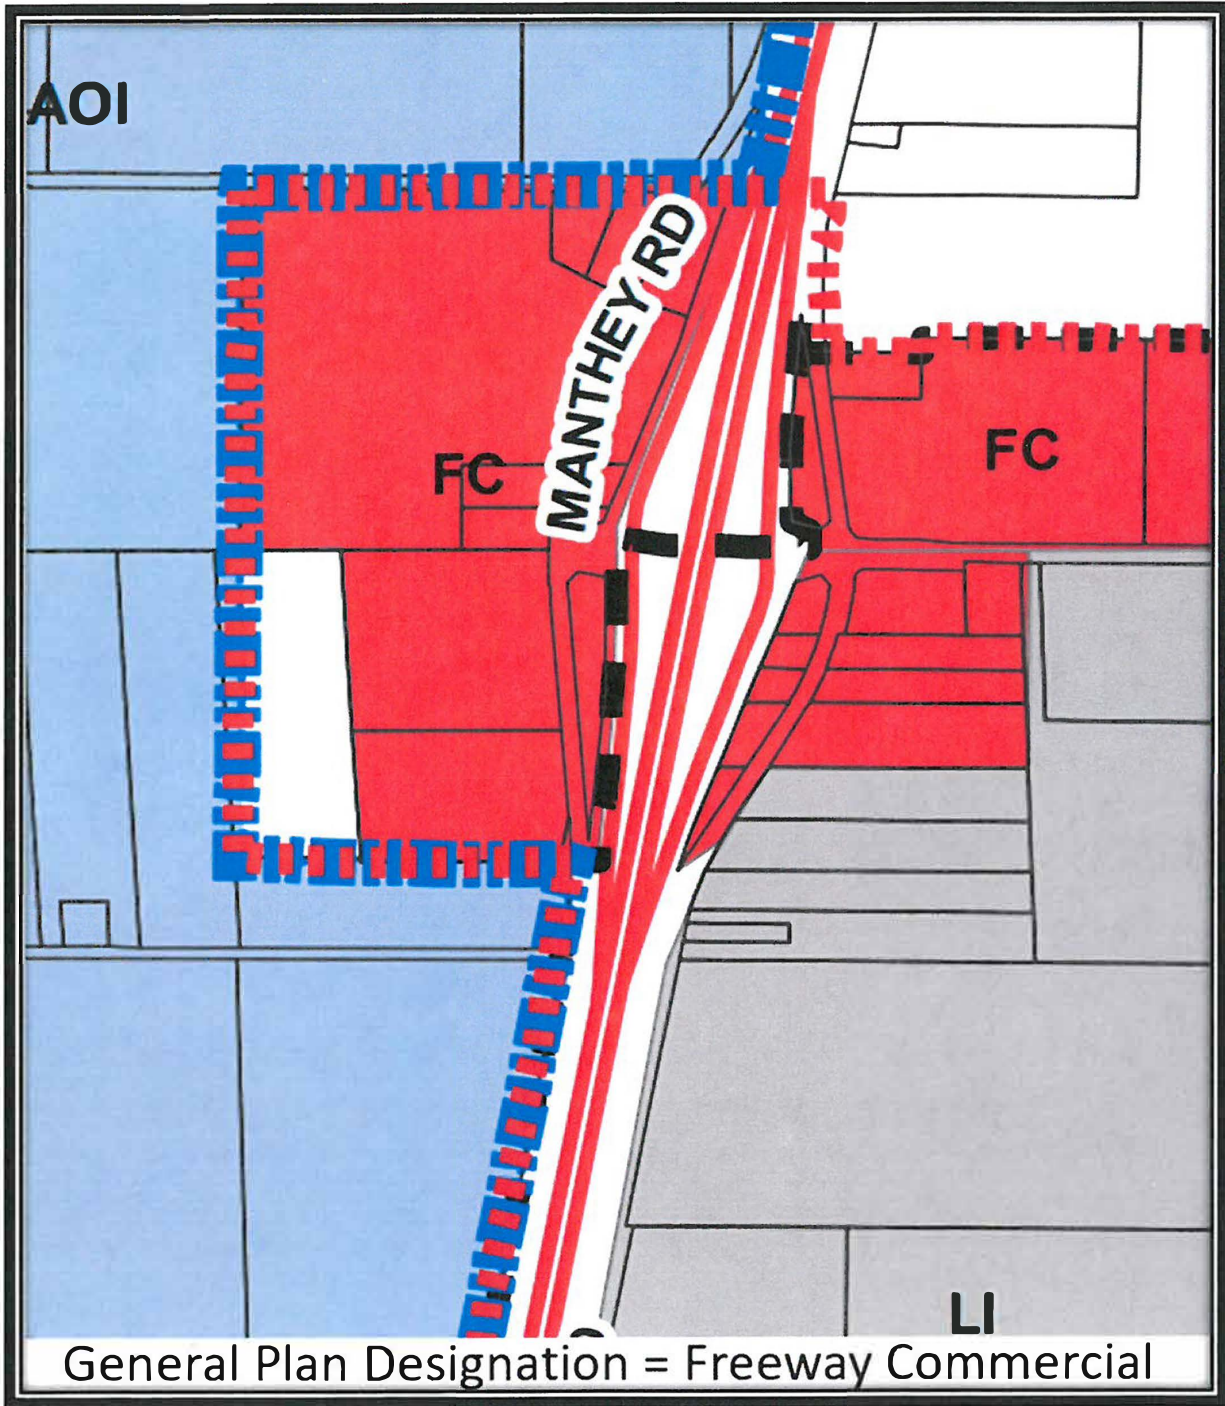 AOI
MANTHEY RD
FC
FC
LI
General Plan Designation = Freeway Commercial